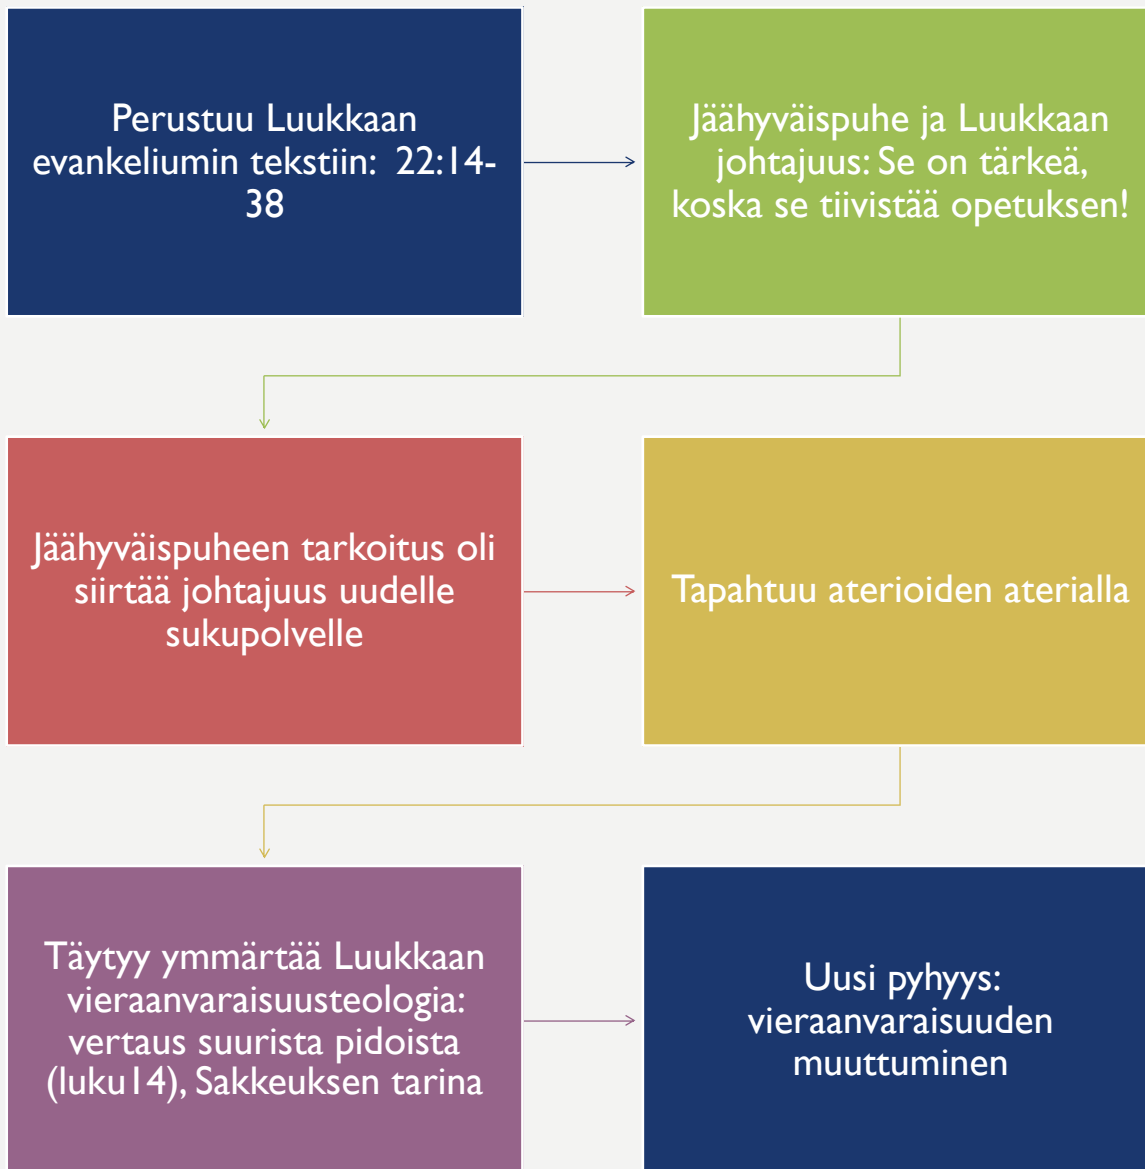 Perustuu Luukkaan
evankeliumin tekstiin: 22:14-
38
Jäähyväispuhe ja Luukkaan
johtajuus: Se on tärkeä,
koska se tiivistää opetuksen!
Jäähyväispuheen tarkoitus oli
siirtää johtajuus uudelle
sukupolvelle
Tapahtuu aterioiden aterialla
Täytyy ymmärtää Luukkaan
vieraanvaraisuusteologia:
vertaus suurista pidoista
(luku14), Sakkeuksen tarina
Uusi pyhyys:
vieraanvaraisuuden
muuttuminen